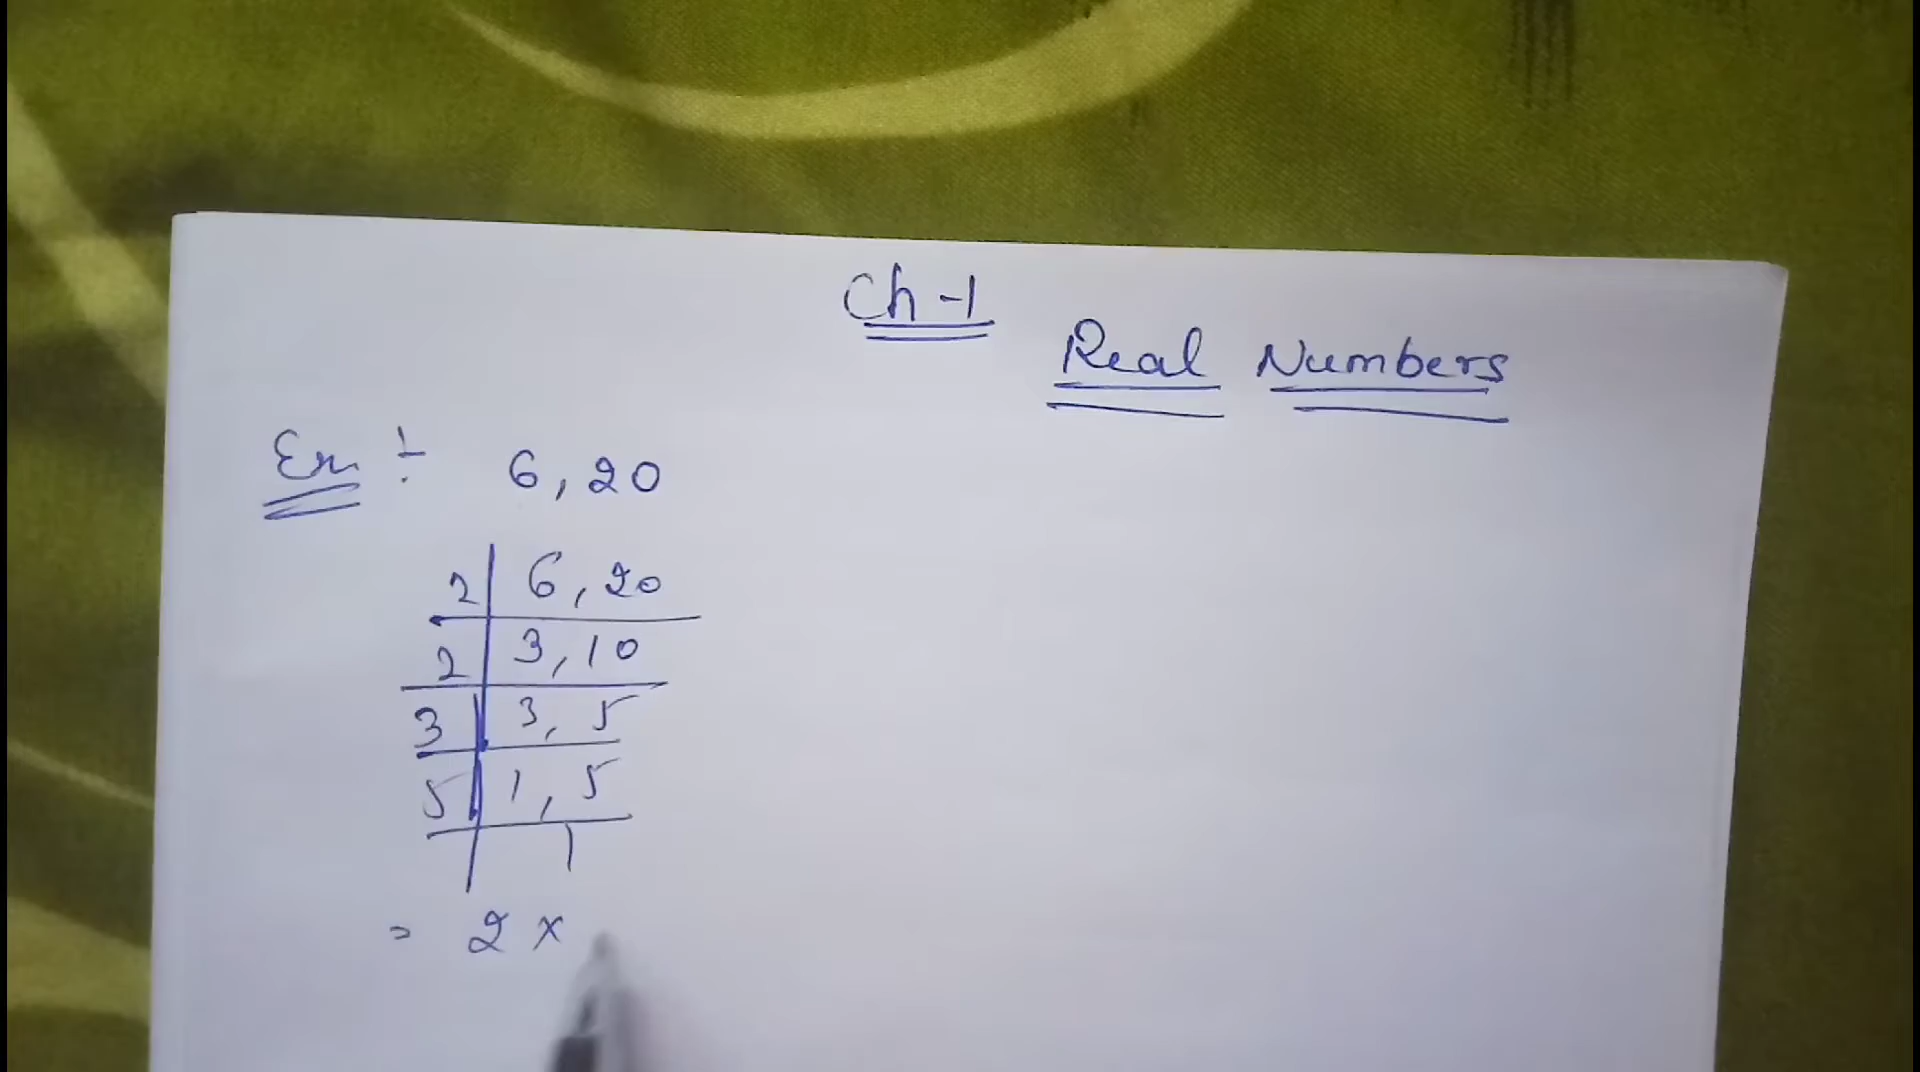 Ch-1
Real Numbers
Ex :- 6, 20
2 | 6, 20
2 | 3, 10
3 | 3, 5
5 | 1, 5
| 1
= 2 ×